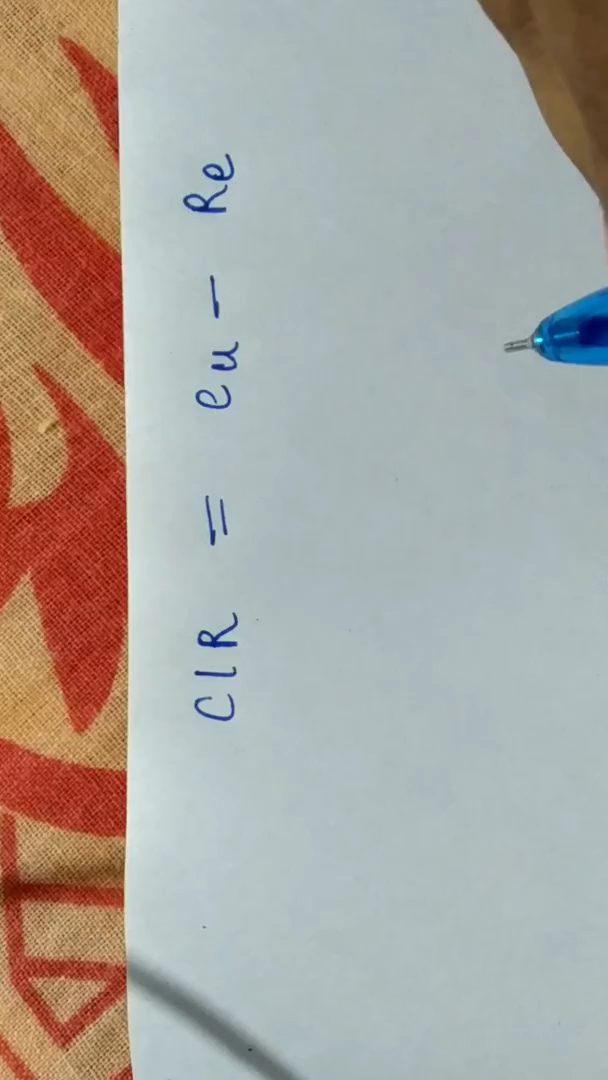 CIR = eu - Re